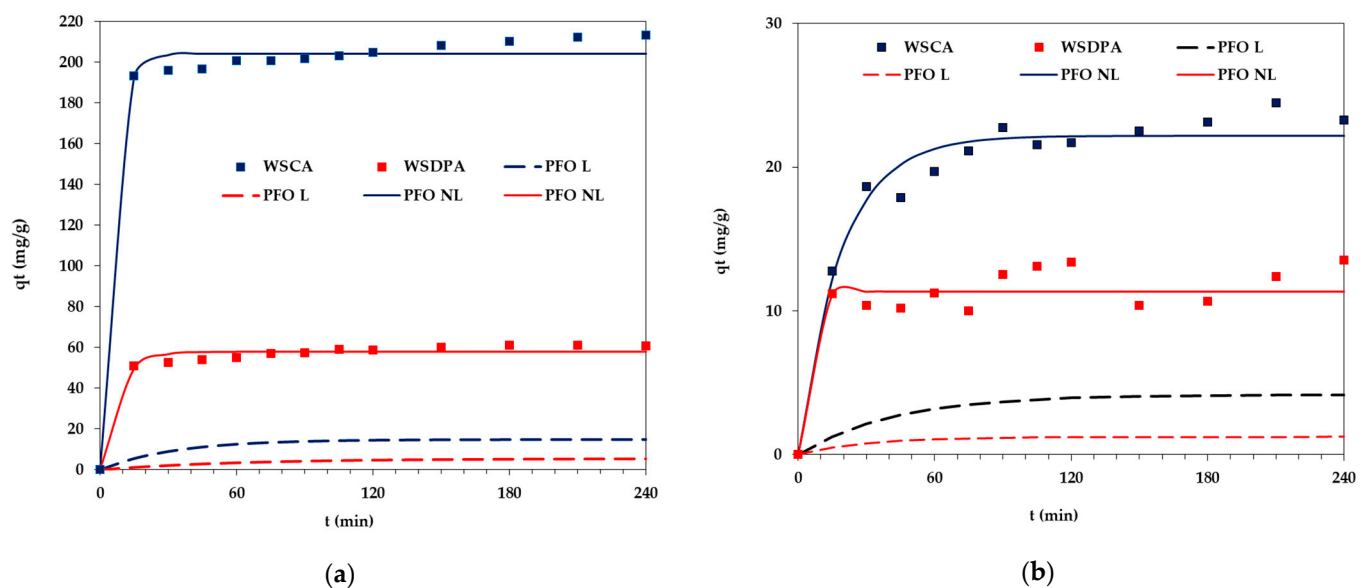 220
200
180
160
140
120
100
80
60
40
20
0
qt (mg/g)
WSCA WSDPA PFO L
PFO L PFO NL PFO NL
0 60 120 180 240
t (min)
(a)
30
20
10
0
qt (mg/g)
WSCA WSDPA PFO L
PFO L PFO NL PFO NL
0 60 120 180 240
t (min)
(b)